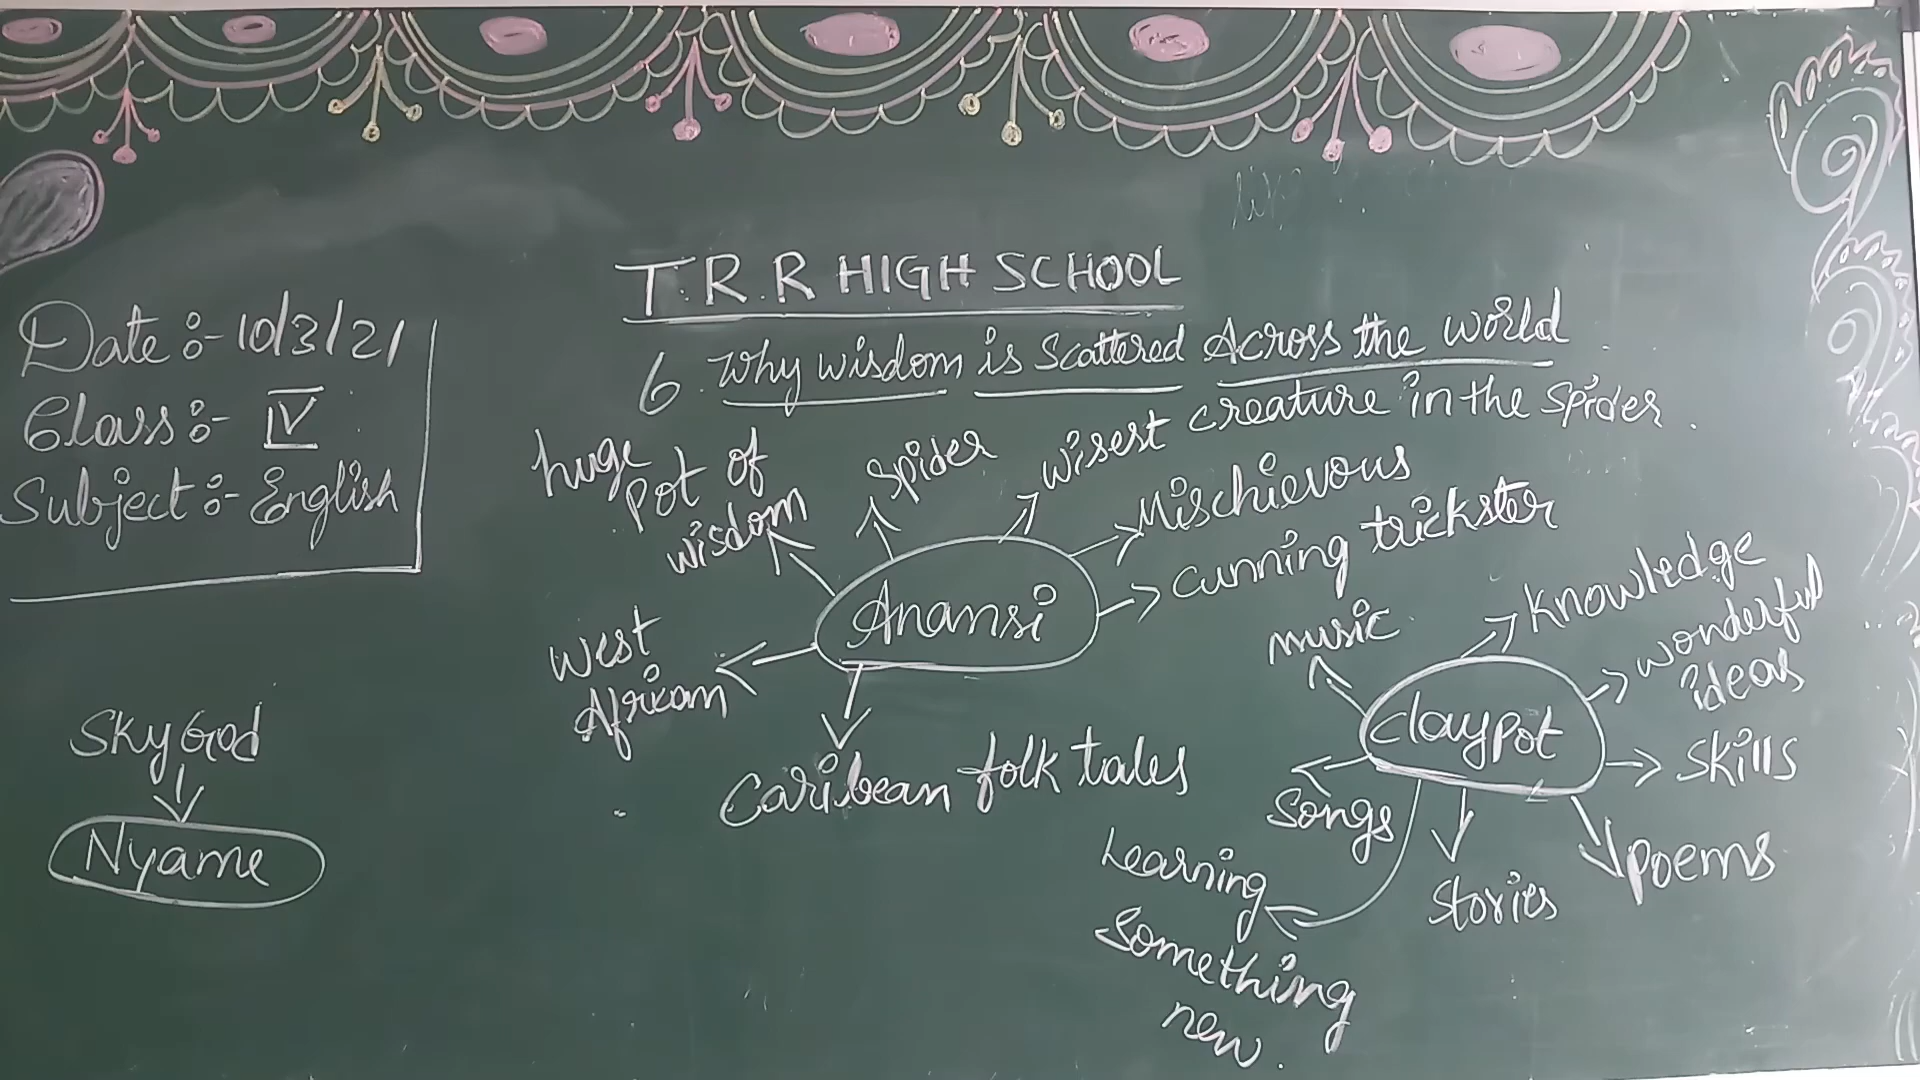 T.R.R HIGH SCHOOL
Date :- 10/3/21
Class :- IV
Subject :- English
6. Why wisdom is Scattered Across the world
huge
pot of
wisdom
spider
wisest creature in the spider.
Mischievous
cunning trickster
Anansi
West
African
Caribean folk tales
Sky God
Nyame
music
Knowledge
wonderful
ideas
Claypot
Skills
Songs
Poems
Stories
Learning
Something
new.